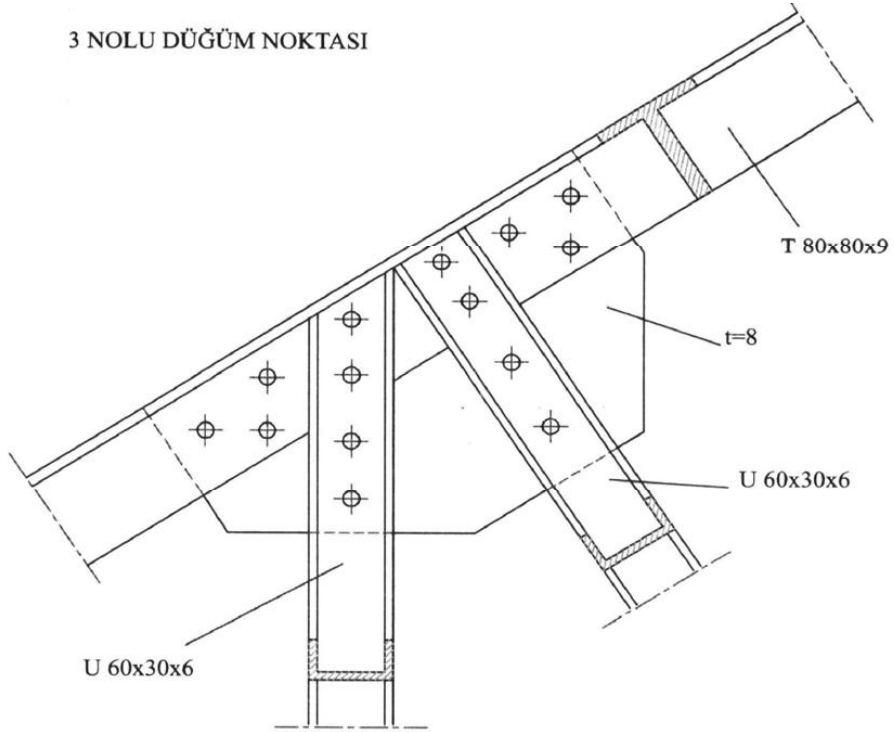 3 NOLU DÜĞÜM NOKTASI
T 80x80x9
t=8
U 60x30x6
U 60x30x6